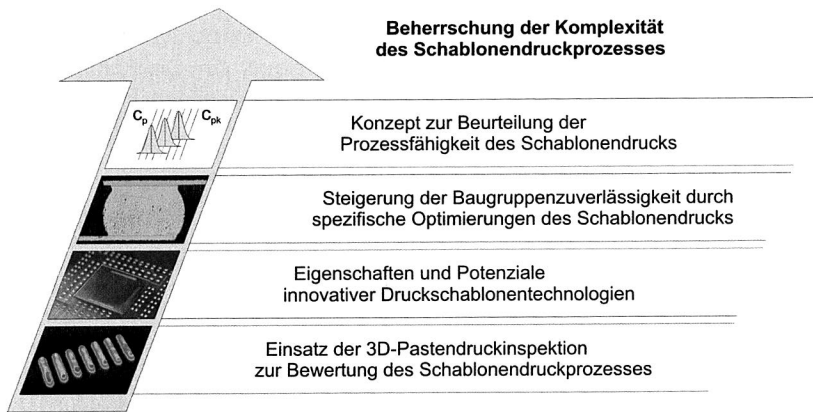 Beherrschung der Komplexität
des Schablonendruckprozesses
Cp Cpk
Konzept zur Beurteilung der
Prozessfähigkeit des Schablonendrucks
Steigerung der Baugruppenzuverlässigkeit durch
spezifische Optimierungen des Schablonendrucks
Eigenschaften und Potenziale
innovativer Druckschablonentechnologien
Einsatz der 3D-Pastendruckinspektion
zur Bewertung des Schablonendruckprozesses